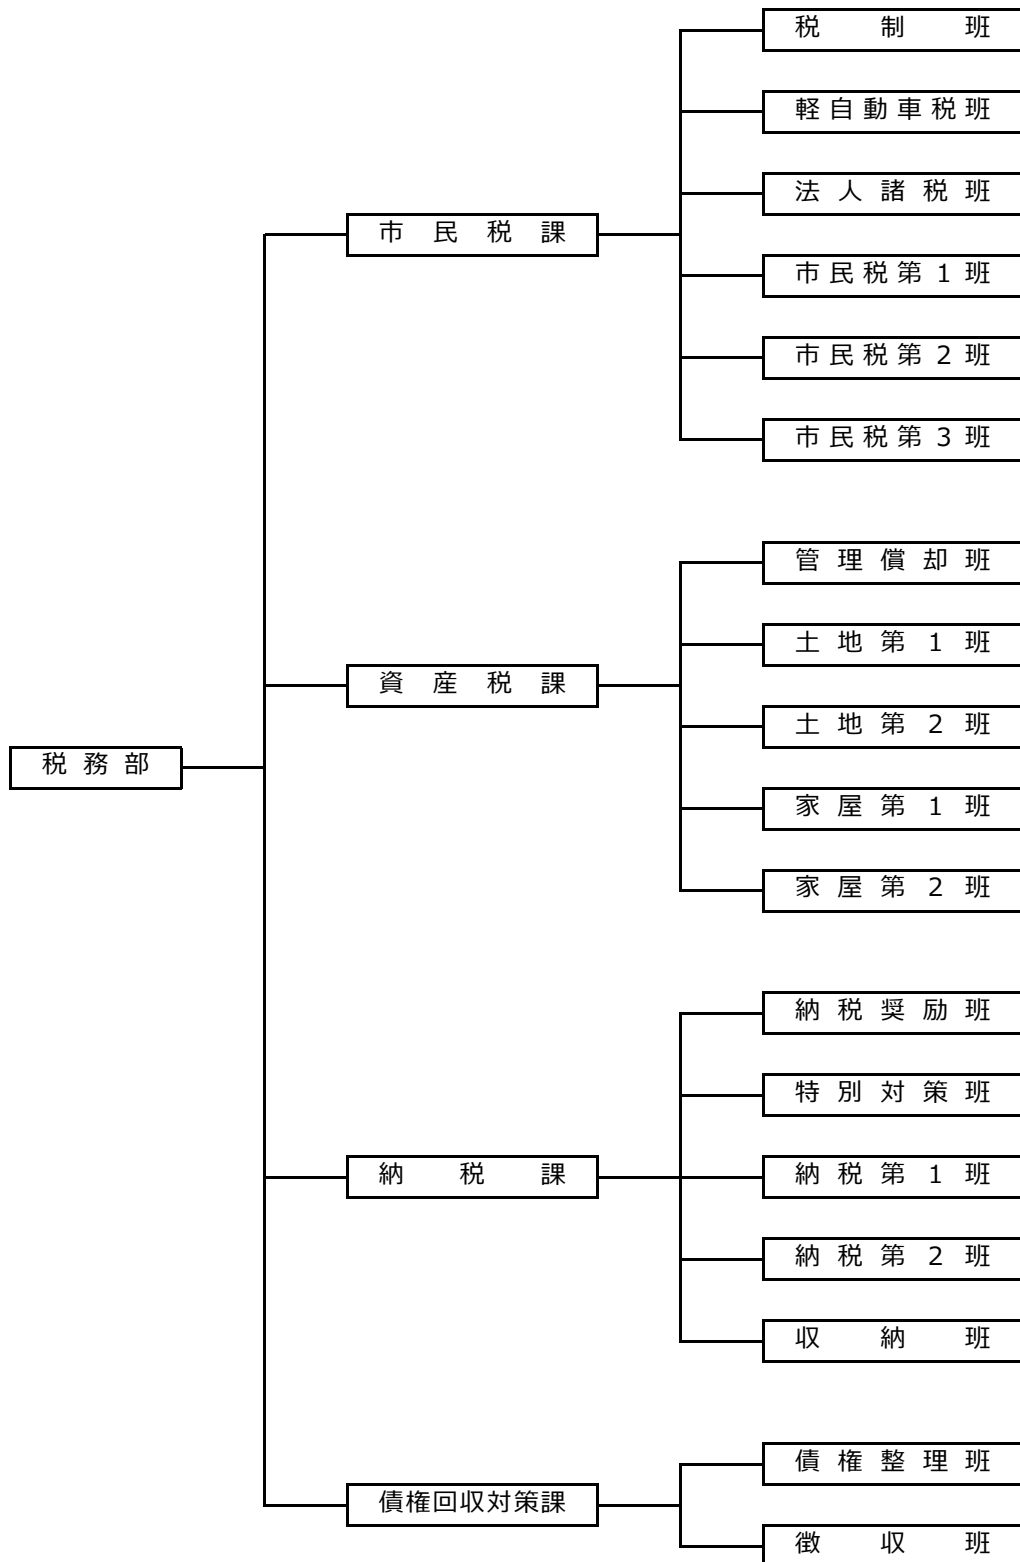 税務部
市民税課
税制班
軽自動車税班
法人諸税班
市民税第1班
市民税第2班
市民税第3班
資産税課
管理償却班
土地第1班
土地第2班
家屋第1班
家屋第2班
納税課
納税奨励班
特別対策班
納税第1班
納税第2班
収納班
債権回収対策課
債権整理班
徴収班